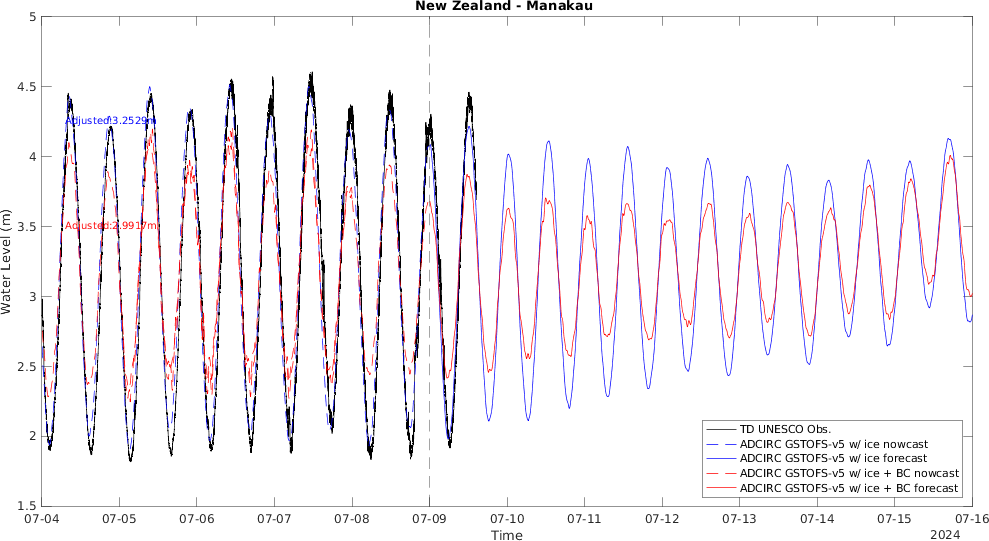 New Zealand - Manakau
5
4.5
4
3.5
3
2.5
2
1.5
Water Level (m)
Adjusted:3.2529m
Adjusted:2.9917m
TD UNESCO Obs.
ADCIRC GSTOFS-v5 w/ ice nowcast
ADCIRC GSTOFS-v5 w/ ice forecast
ADCIRC GSTOFS-v5 w/ ice + BC nowcast
ADCIRC GSTOFS-v5 w/ ice + BC forecast
07-04 07-05 07-06 07-07 07-08 07-09 07-10 07-11 07-12 07-13 07-14 07-15 07-16
Time
2024